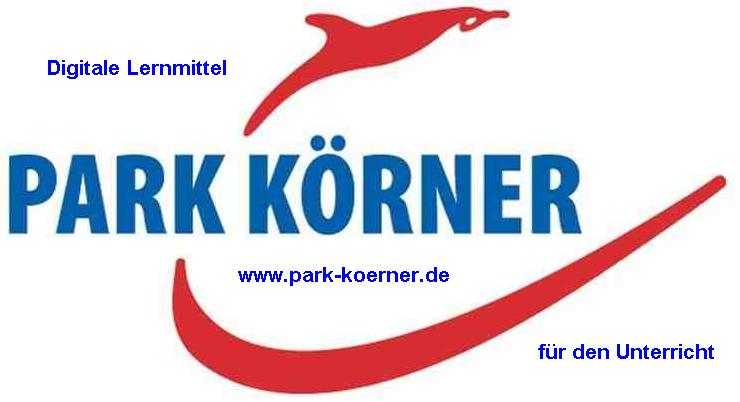 Digitale Lernmittel
PARK KÖRNER
www.park-koerner.de
für den Unterricht